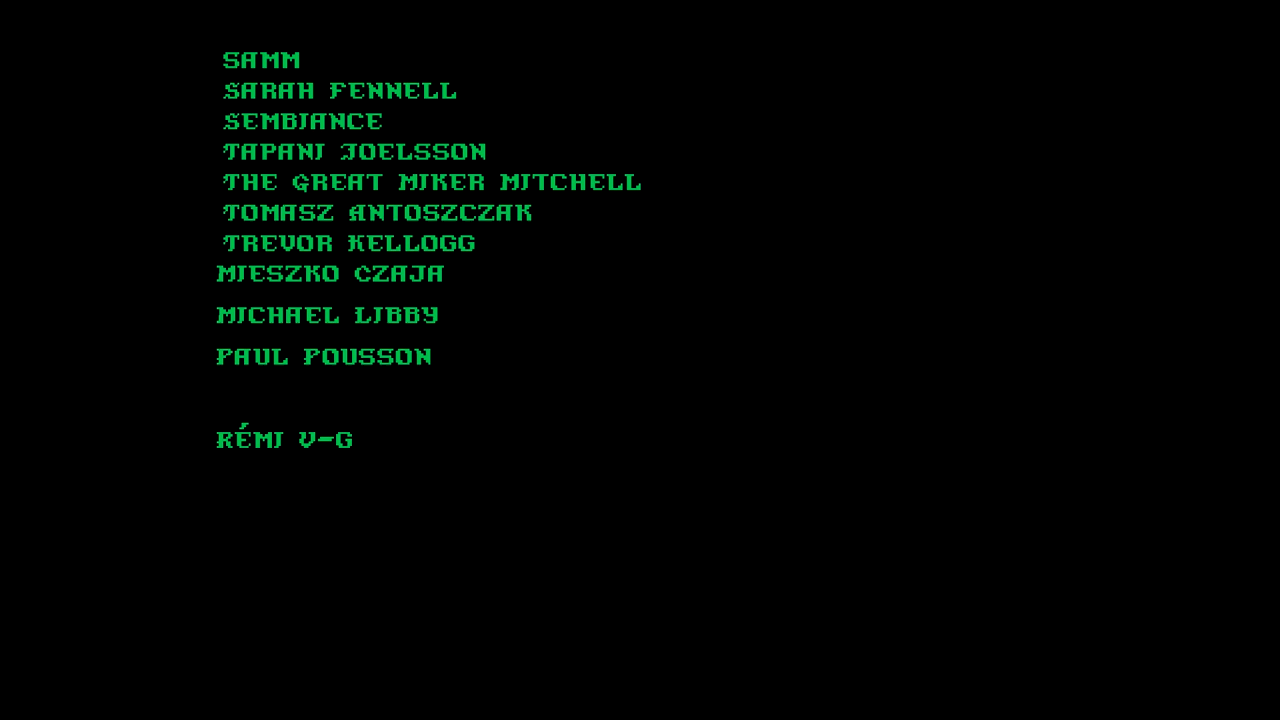 SAMM
SARAH FENNELL
SEMBIANCE
TAPANI JOELSSON
THE GREAT MIKER MITCHELL
TOMASZ ANTOSZCZAK
TREVOR KELLOGG
MIESZKO CZAJA
MICHAEL LIBBY
PAUL POUSSON
RÉMI V-G